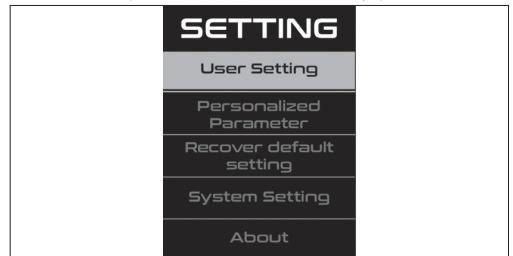 SETTING
User Setting
Personalized
Parameter
Recover default
setting
System Setting
About